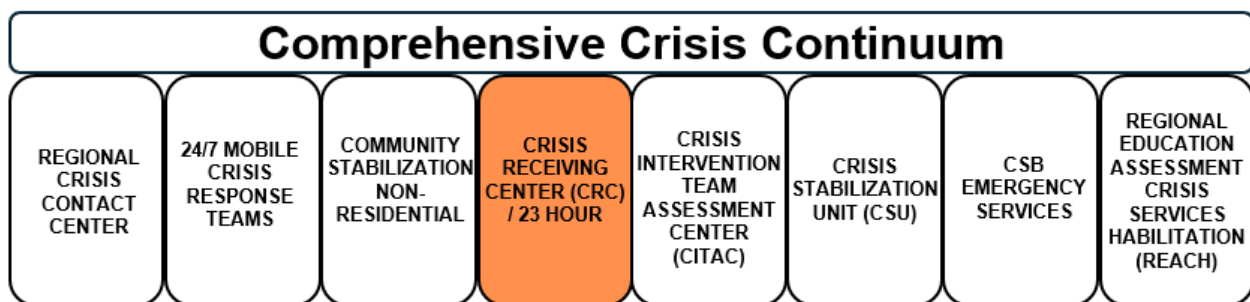 Comprehensive Crisis Continuum
REGIONAL
CRISIS
CONTACT
CENTER
24/7 MOBILE
CRISIS
RESPONSE
TEAMS
COMMUNITY
STABILIZATION
NON-
RESIDENTIAL
CRISIS
RECEIVING
CENTER (CRC)
/ 23 HOUR
CRISIS
INTERVENTION
TEAM
ASSESSMENT
CENTER
(CITAC)
CRISIS
STABILIZATION
UNIT (CSU)
CSB
EMERGENCY
SERVICES
REGIONAL
EDUCATION
ASSESSMENT
CRISIS
SERVICES
HABILITATION
(REACH)